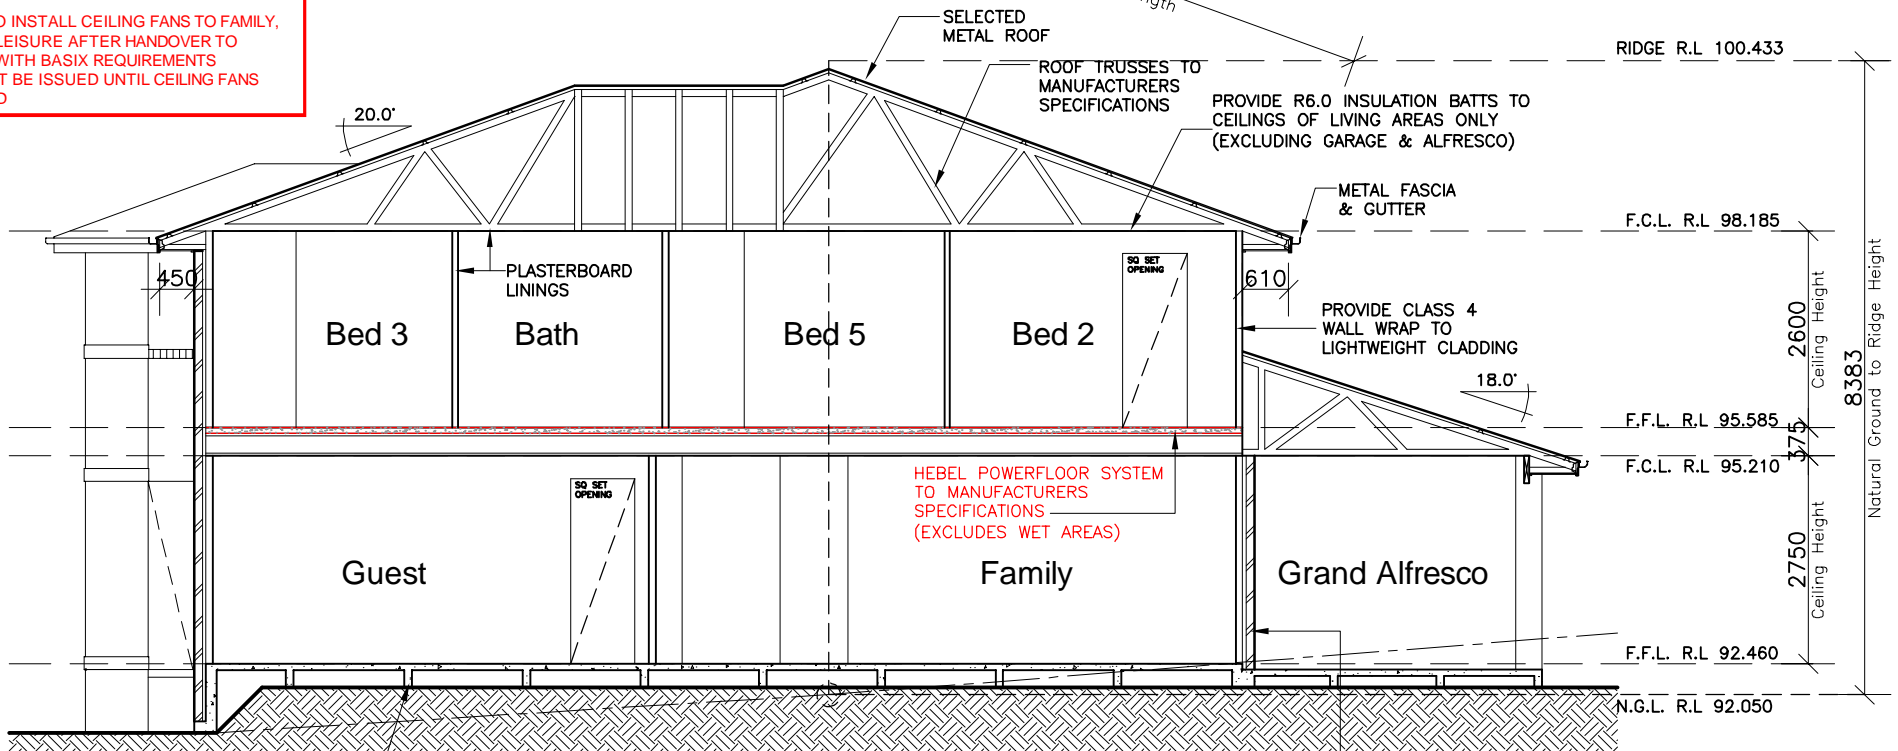 INSTALL CEILING FANS TO FAMILY,
LEISURE AFTER HANDOVER TO
WITH BASIX REQUIREMENTS
BE ISSUED UNTIL CEILING FANS
SELECTED
METAL ROOF
RIDGE R.L 100.433
ROOF TRUSSES TO
MANUFACTURERS
SPECIFICATIONS
PROVIDE R6.0 INSULATION BATTS TO
CEILINGS OF LIVING AREAS ONLY
(EXCLUDING GARAGE & ALFRESCO)
20.0°
METAL FASCIA
& GUTTER
F.C.L. R.L 98.185
450
PLASTERBOARD
LININGS
SQ SET
OPENING
610
Bed 3
Bath
Bed 5
Bed 2
PROVIDE CLASS 4
WALL WRAP TO
LIGHTWEIGHT CLADDING
2600
Ceiling Height
8383
Natural Ground to Ridge Height
18.0°
F.F.L. R.L 95.585
375
F.C.L. R.L 95.210
HEBEL POWERFLOOR SYSTEM
TO MANUFACTURERS
SPECIFICATIONS
(EXCLUDES WET AREAS)
SQ SET
OPENING
Guest
Family
Grand Alfresco
2750
Ceiling Height
F.F.L. R.L 92.460
N.G.L. R.L 92.050